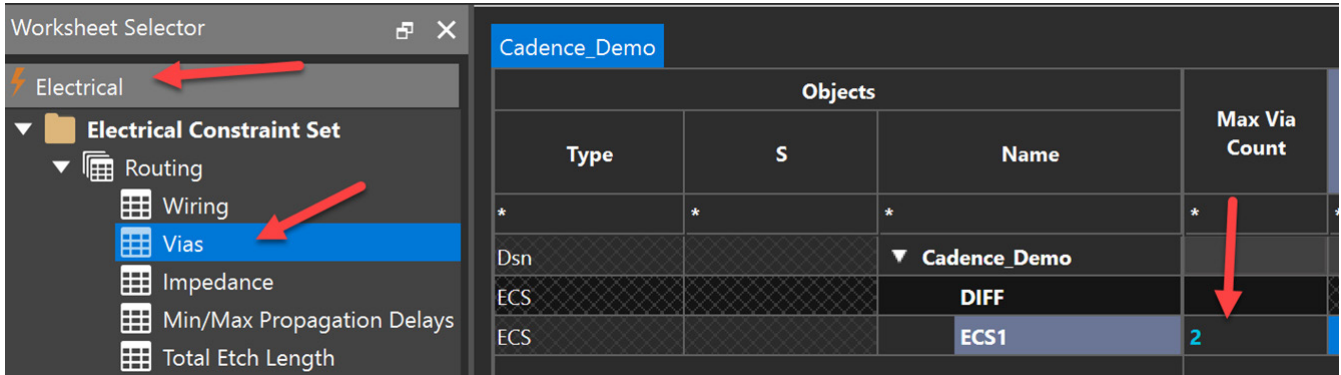 Worksheet Selector
Electrical
Electrical Constraint Set
Routing
Wiring
Vias
Impedance
Min/Max Propagation Delays
Total Etch Length
Cadence_Demo
Objects
Type S Name Max Via Count
* * * * *
Dsn Cadence_Demo
ECS DIFF
ECS ECS1 2